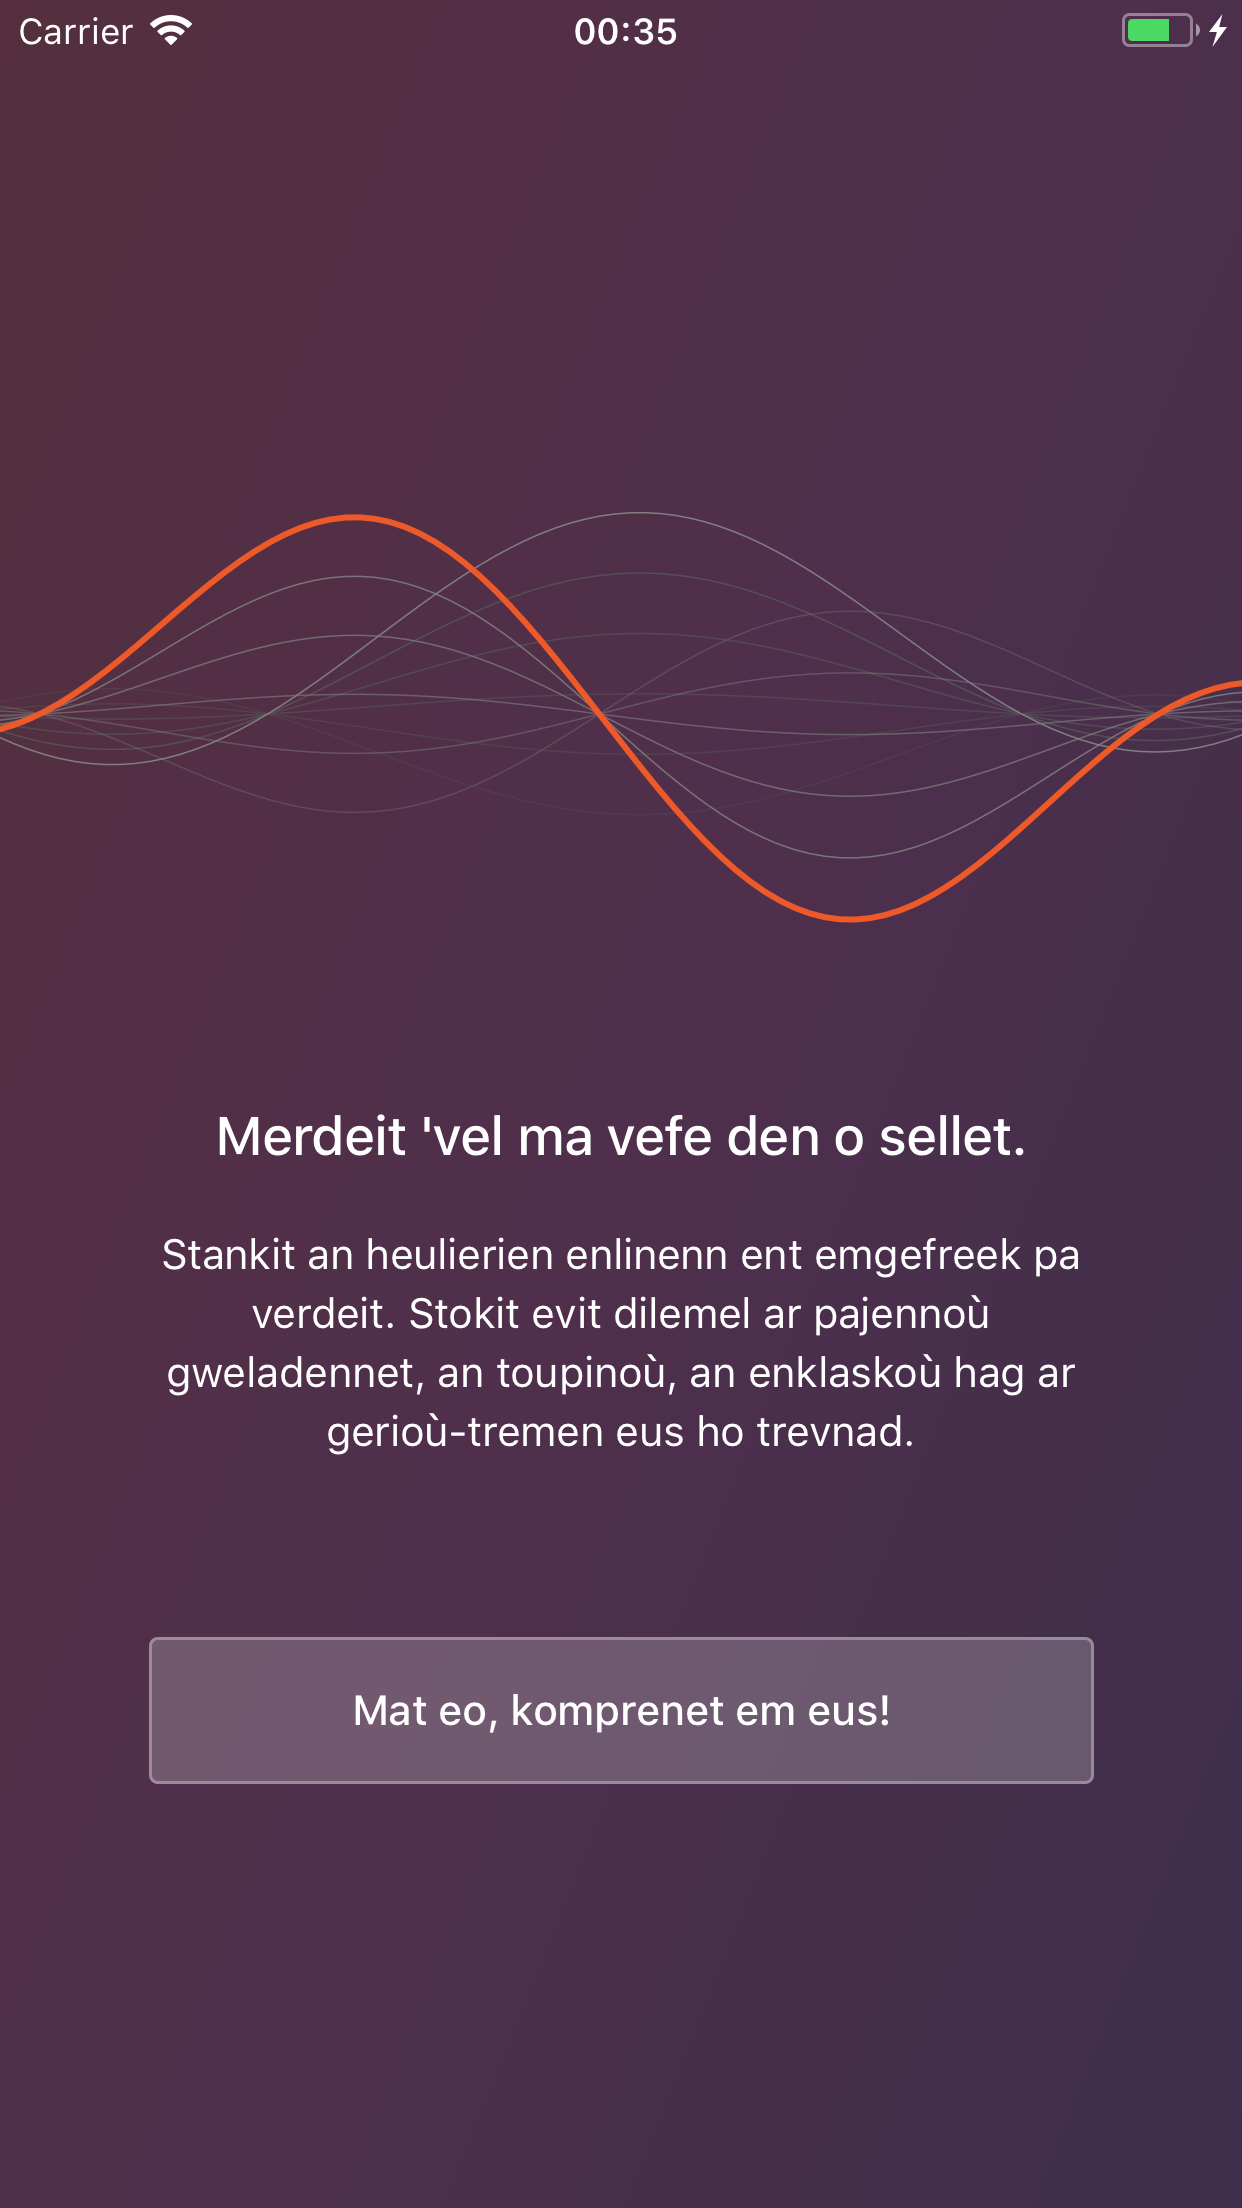 Carrier
00:35
Merdeit 'vel ma vefe den o sellet.
Stankit an heulierien enlinenn ent emgefreek pa
verdeit. Stokit evit dilemel ar pajennoù
gweladennet, an toupinoù, an enklaskoù hag ar
gerioù-tremen eus ho trevnad.
Mat eo, komprenet em eus!